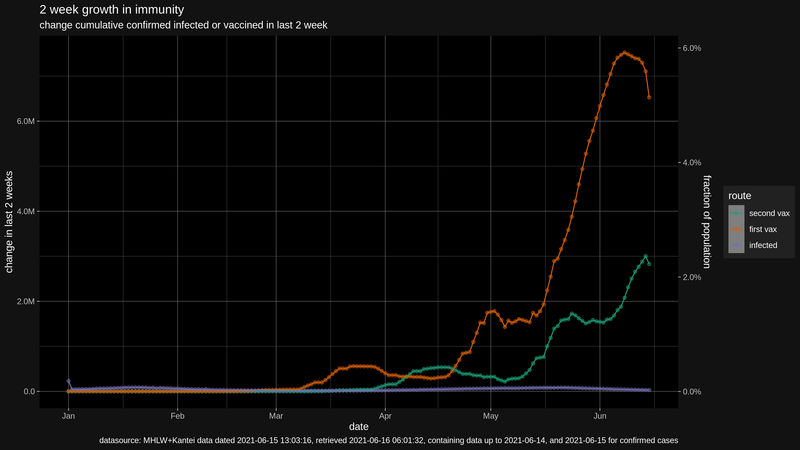 2 week growth in immunity
change cumulative confirmed infected or vaccined in last 2 week
6.0%
6.0M
4.0%
4.0M
2.0%
2.0M
0.0
0.0%
change in last 2 weeks
fraction of population
route
second vax
first vax
infected
Jan Feb Mar Apr May Jun
date
datasource: MHLW+Kantei data dated 2021-06-15 13:03:16, retrieved 2021-06-16 06:01:32, containing data up to 2021-06-14, and 2021-06-15 for confirmed cases